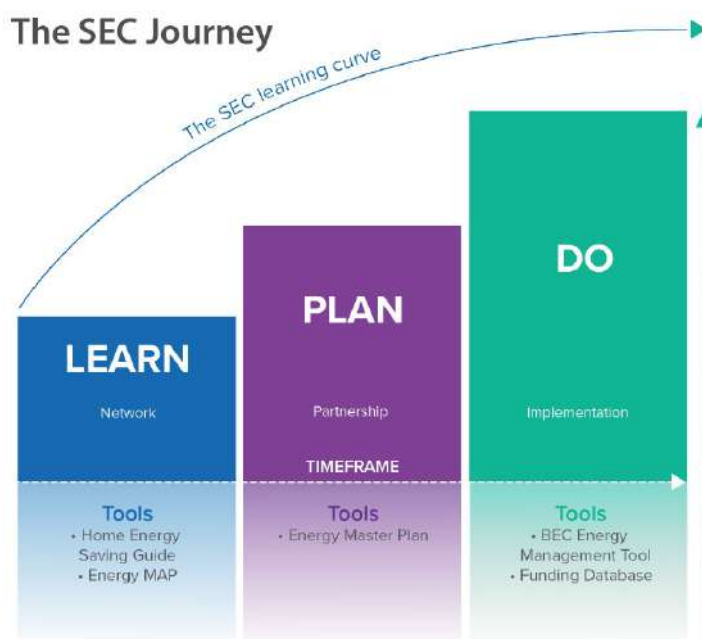 The SEC Journey
The SEC learning curve
LEARN
Network
PLAN
Partnership
DO
Implementation
TIMEFRAME
Tools
• Home Energy
Saving Guide
• Energy MAP
Tools
• Energy Master Plan
Tools
• BEC Energy
Management Tool
• Funding Database